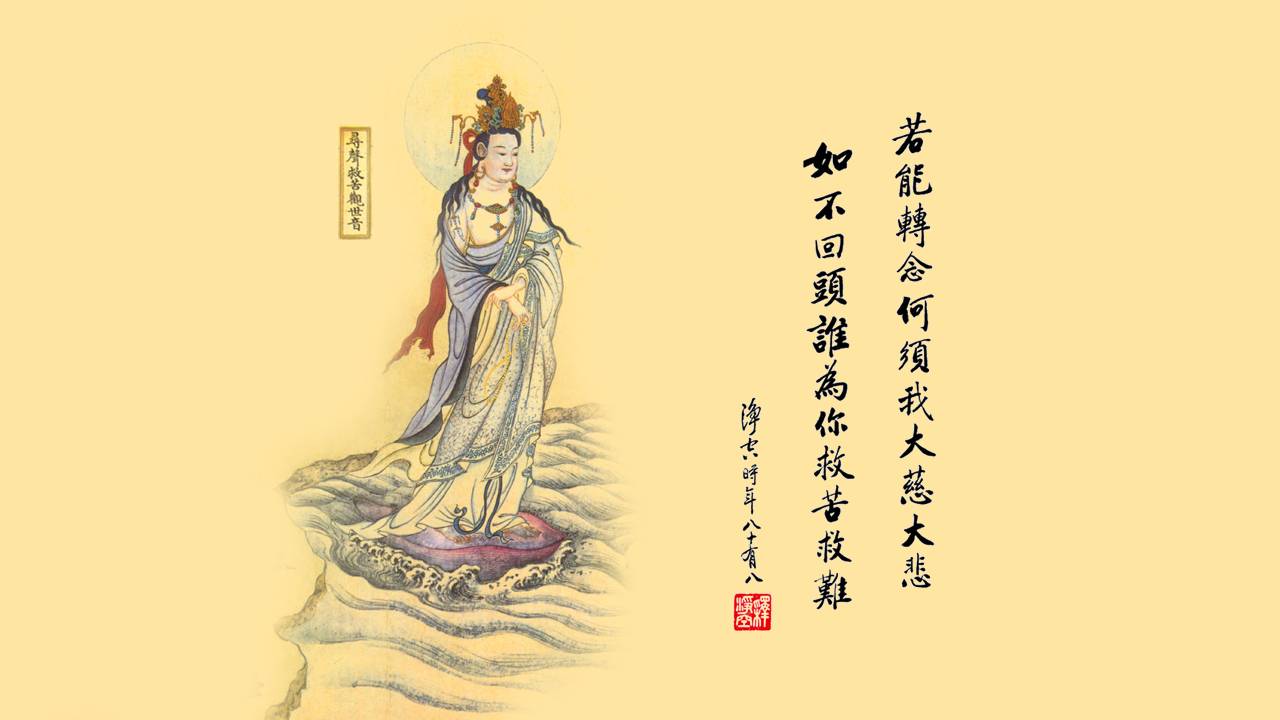 若能轉念何須我大慈大悲
如不回頭誰為你救苦救難
淨空時年八十有八
釋淨空
尋聲救苦觀世音